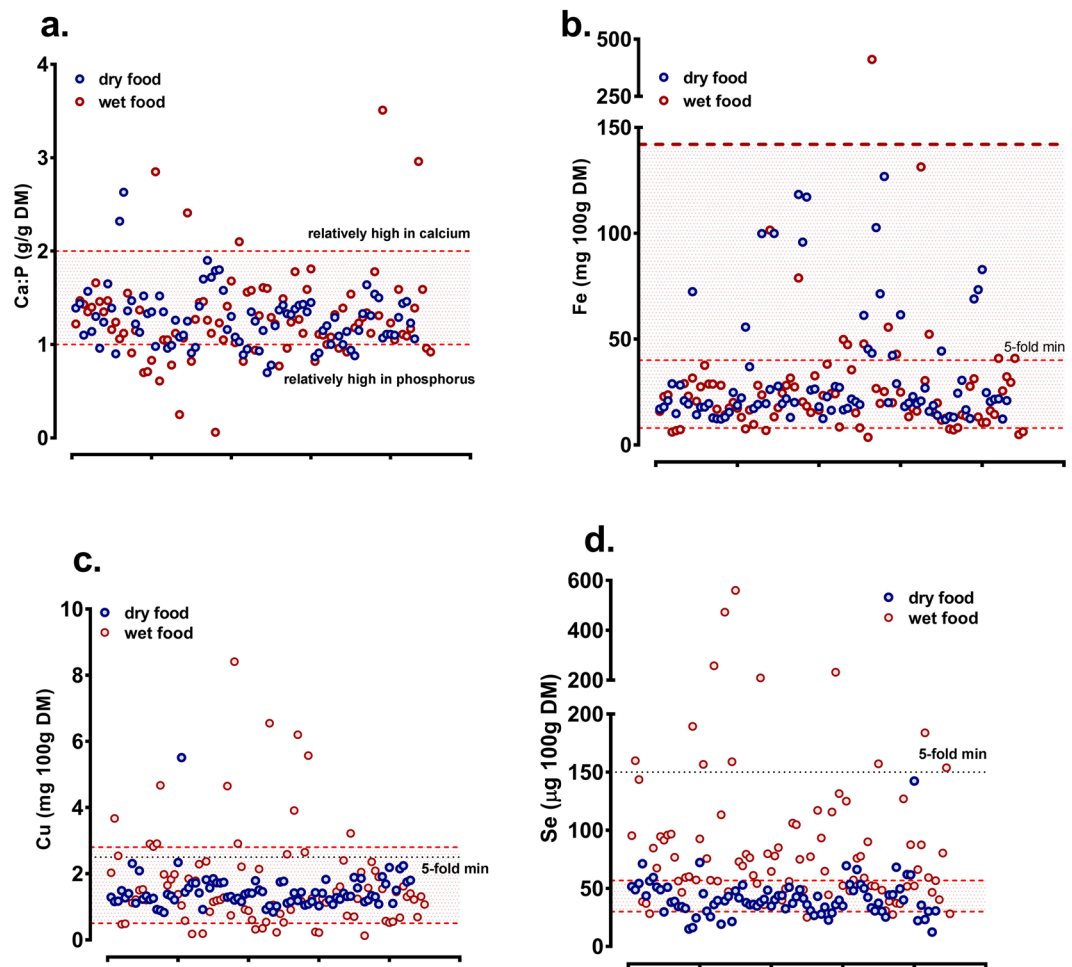 a.
4
3
2
1
0
Ca:P (g/g DM)
dry food
wet food
relatively high in calcium
relatively high in phosphorus
b.
500
250
150
100
50
0
Fe (mg 100g DM)
dry food
wet food
5-fold min
c.
10
8
6
4
2
0
Cu (mg 100g DM)
dry food
wet food
5-fold min
d.
600
400
200
200
150
100
50
0
Se (µg 100g DM)
dry food
wet food
5-fold min